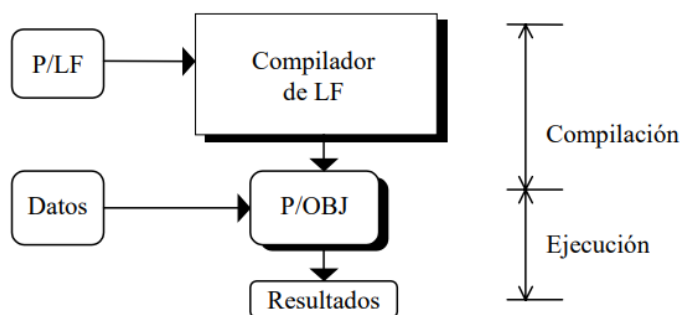 P/LF
Compilador
de LF
Compilación
Datos
P/OBJ
Ejecución
Resultados